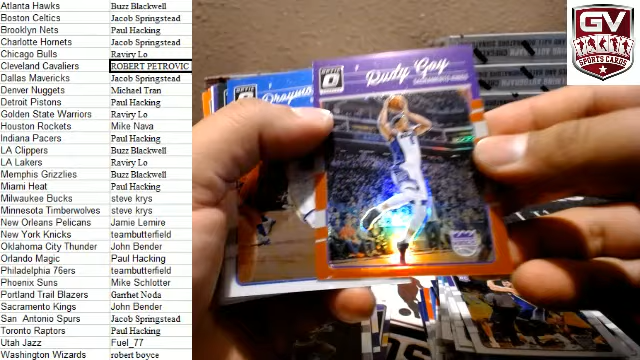 Atlanta Hawks Buzz Blackwell
Boston Celtics Jacob Springstead
Brooklyn Nets Paul Hacking
Charlotte Hornets Jacob Springstead
Chicago Bulls Raviry Lo
Cleveland Cavaliers ROBERT PETROVIC
Dallas Mavericks Jacob Springstead
Denver Nuggets Michael Tran
Detroit Pistons Paul Hacking
Golden State Warriors Raviry Lo
Houston Rockets Mike Nava
Indiana Pacers Paul Hacking
LA Clippers Buzz Blackwell
LA Lakers Raviry Lo
Memphis Grizzlies Buzz Blackwell
Miami Heat Paul Hacking
Milwaukee Bucks steve krys
Minnesota Timberwolves steve krys
New Orleans Pelicans Jamie Lemire
New York Knicks teambutterfield
Oklahoma City Thunder John Bender
Orlando Magic Paul Hacking
Philadelphia 76ers teambutterfield
Phoenix Suns Mike Schlotter
Portland Trail Blazers Garrhet Noda
Sacramento Kings John Bender
San Antonio Spurs Jacob Springstead
Toronto Raptors Paul Hacking
Utah Jazz Fuel_77
Washington Wizards robert boyce
GV
SPORTS CARDS
OPTIC
Rudy Gay
SACRAMENTO KINGS
Draymo